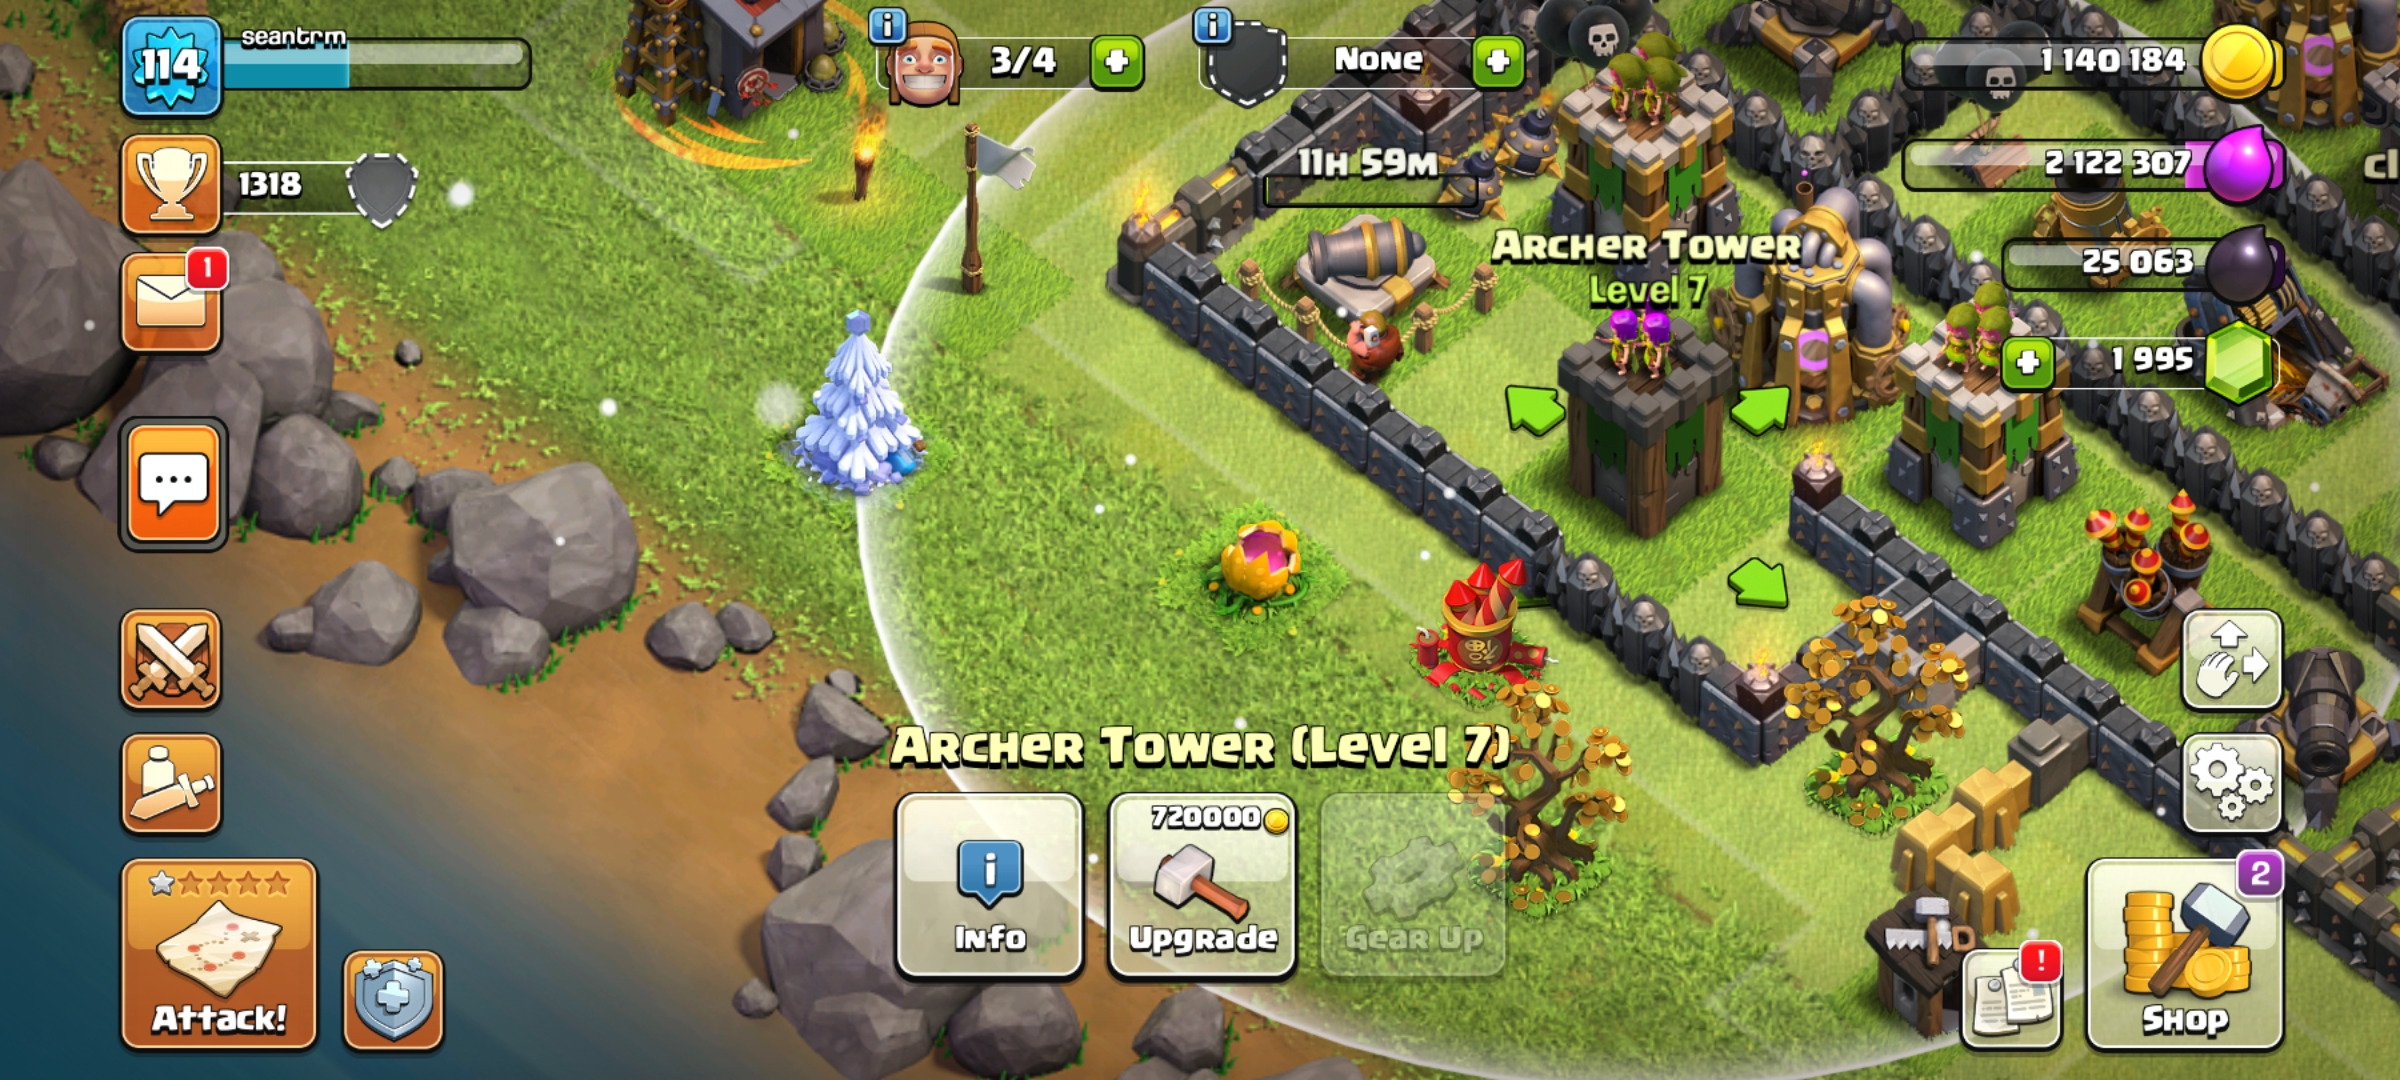 114
seantrm
3/4
None
1 140 184
1318
11H 59M
2 122 307
cl
Archer Tower
Level 7
25 063
1
1 995
Archer Tower (Level 7)
720000
Info
Upgrade
Gear Up
2
!
Attack!
Shop